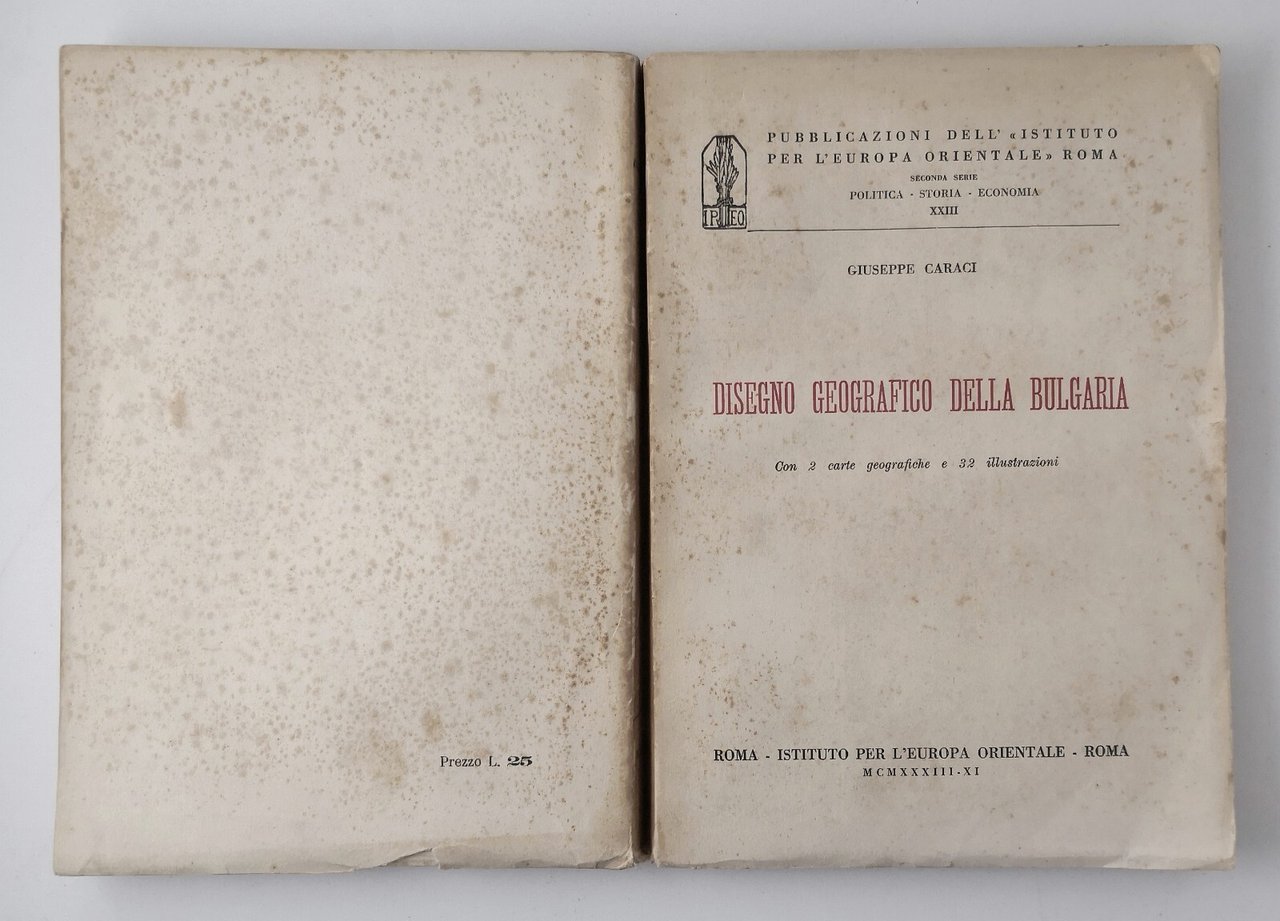 Prezzo L. 25
PUBBLICAZIONI DELL' «ISTITUTO
PER L'EUROPA ORIENTALE» ROMA
SECONDA SERIE
POLITICA - STORIA - ECONOMIA
XXIII
GIUSEPPE CARACI
DISEGNO GEOGRAFICO DELLA BULGARIA
Con 2 carte geografiche e 32 illustrazioni
ROMA - ISTITUTO PER L'EUROPA ORIENTALE - ROMA
MCMXXXIII-XI